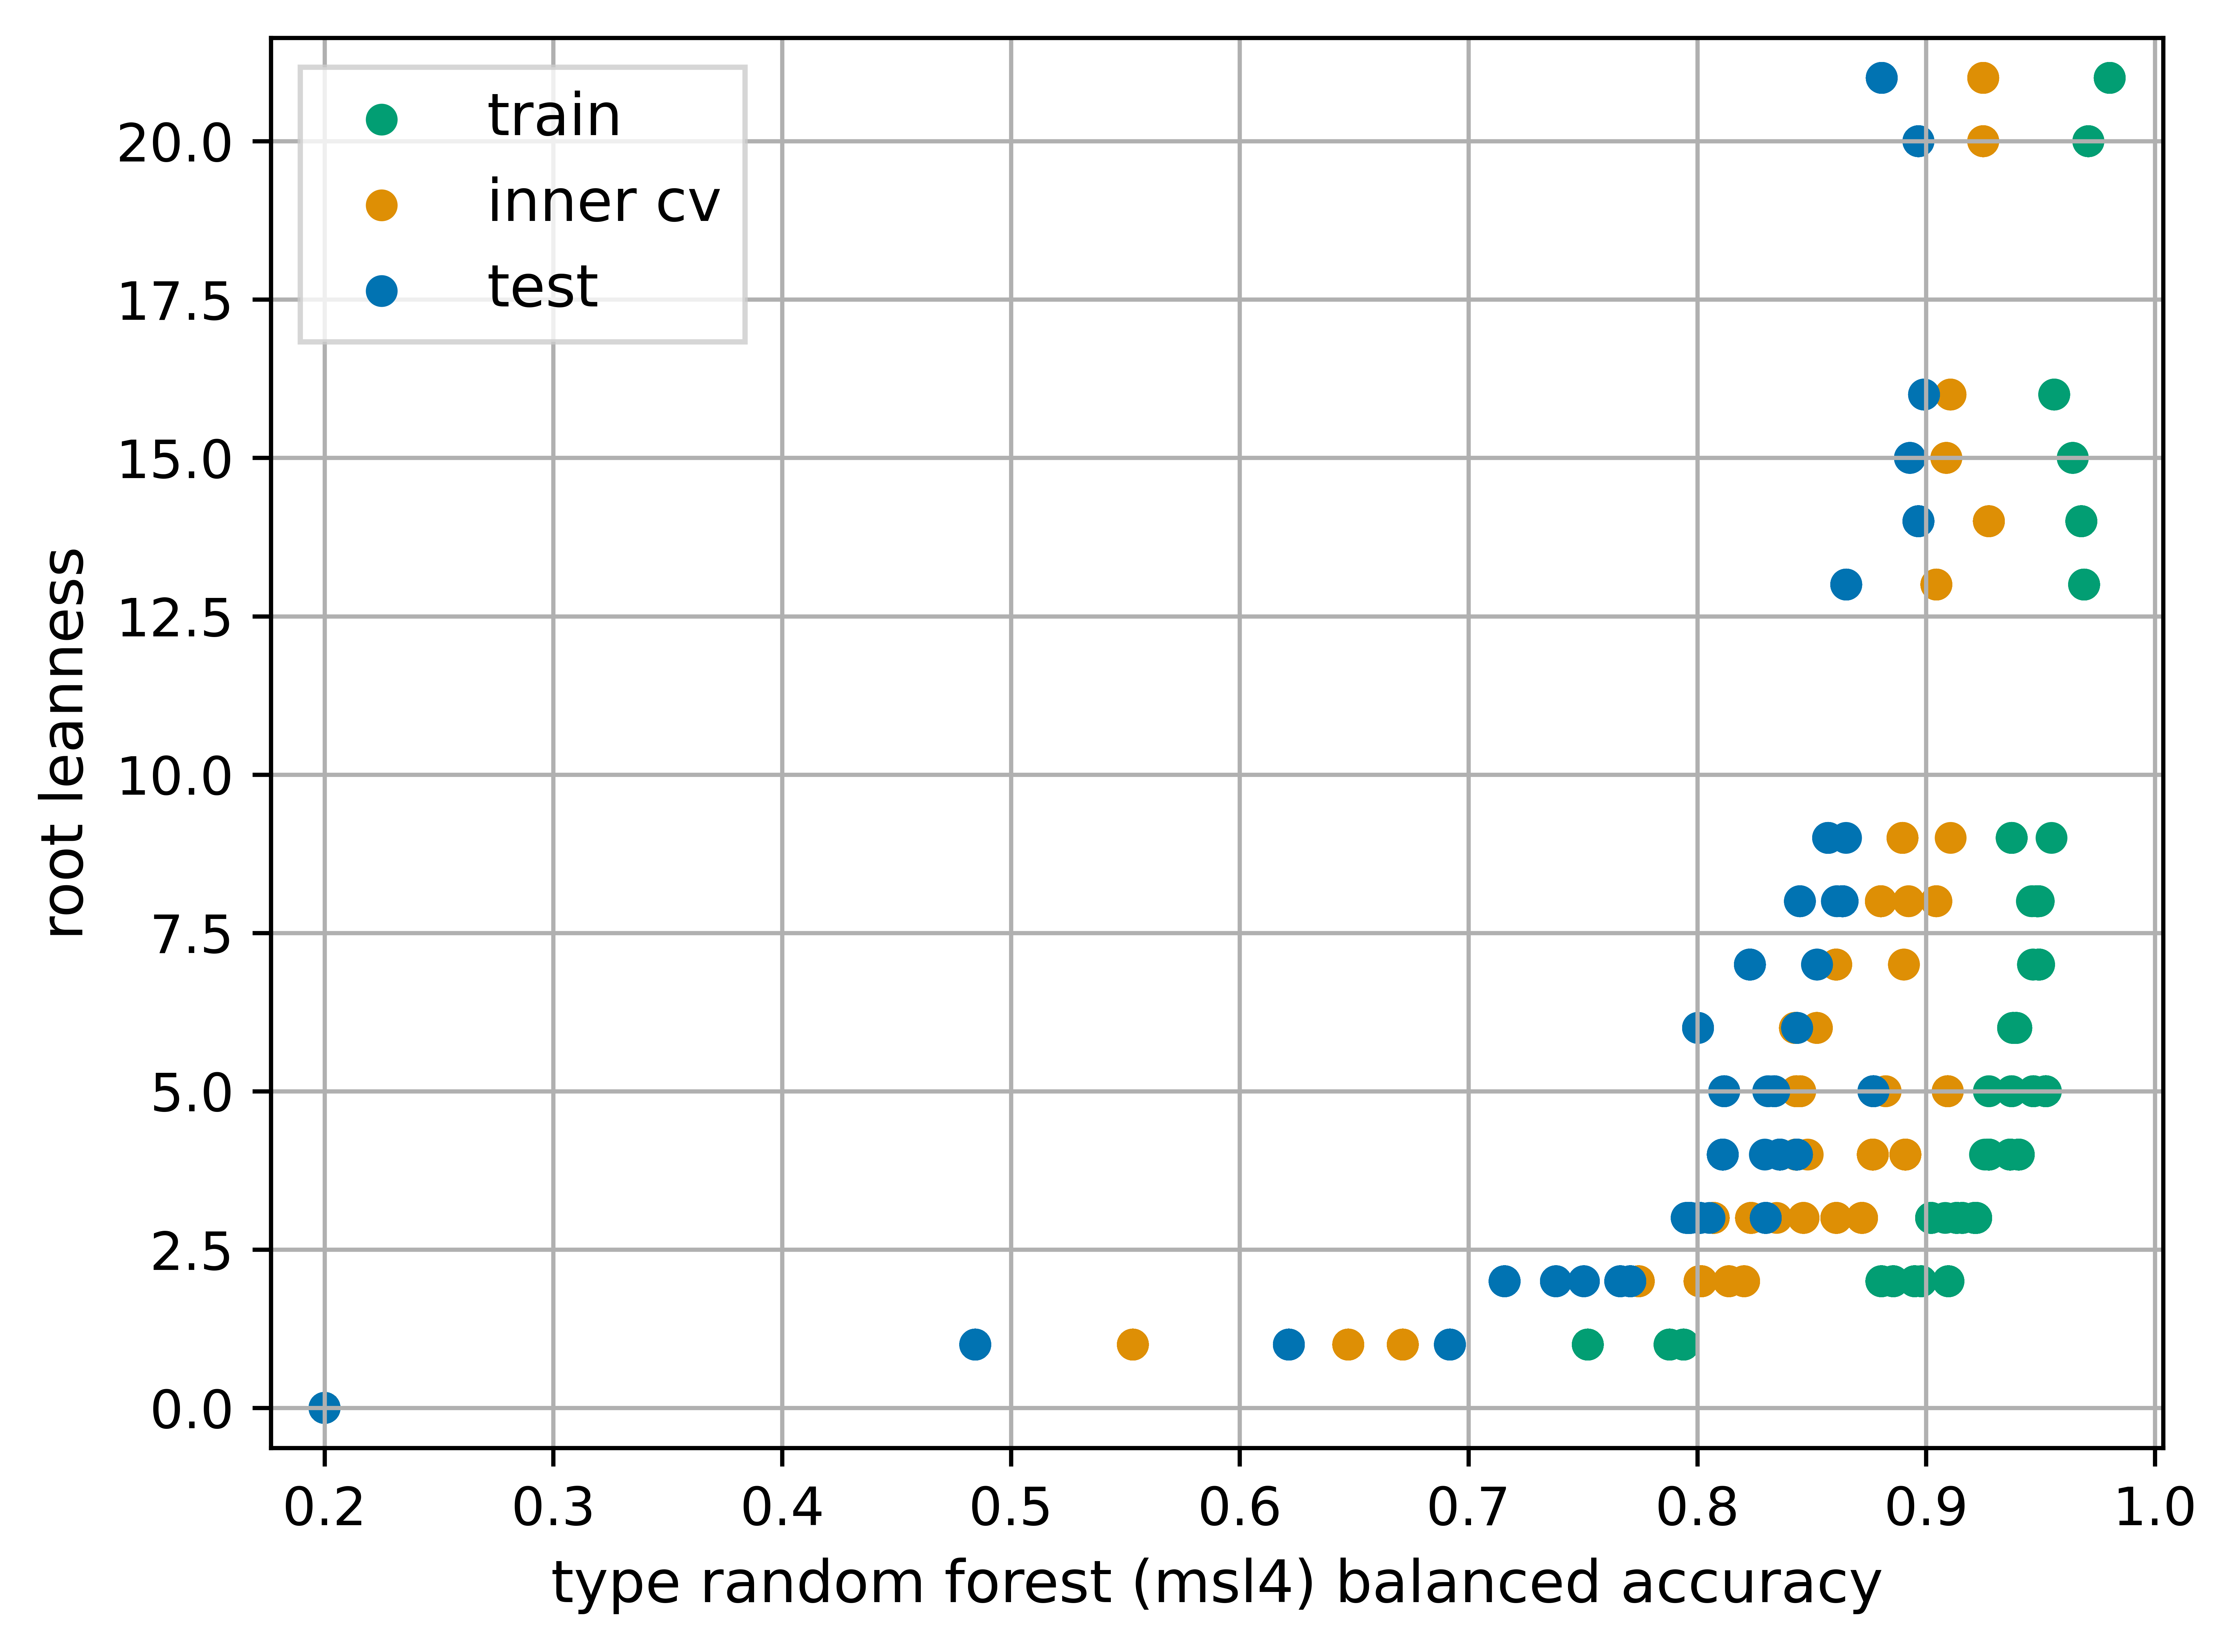 train
inner cv
test
root leanness
20.0
17.5
15.0
12.5
10.0
7.5
5.0
2.5
0.0
0.2 0.3 0.4 0.5 0.6 0.7 0.8 0.9 1.0
type random forest (msl4) balanced accuracy